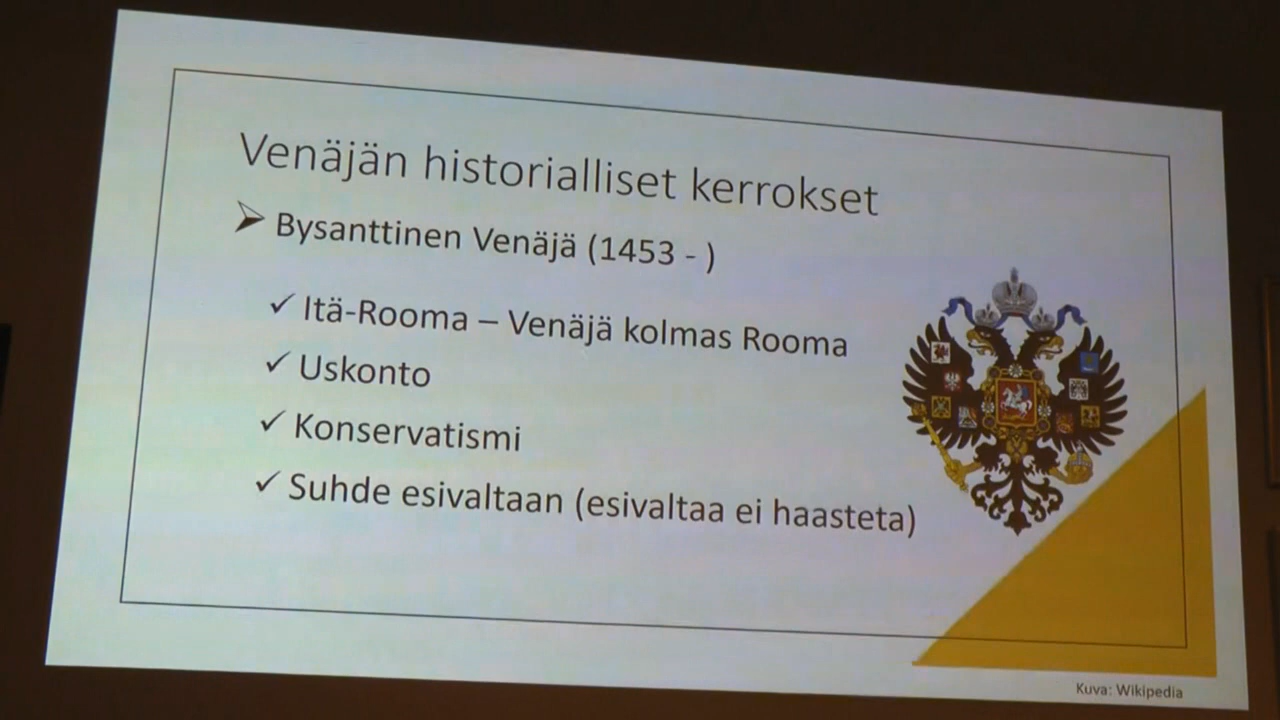 Venäjän historialliset kerrokset
Bysanttinen Venäjä (1453 - )
Itä-Rooma – Venäjä kolmas Rooma
Uskonto
Konservatismi
Suhde esivaltaan (esivaltaa ei haasteta)
Kuva: Wikipedia